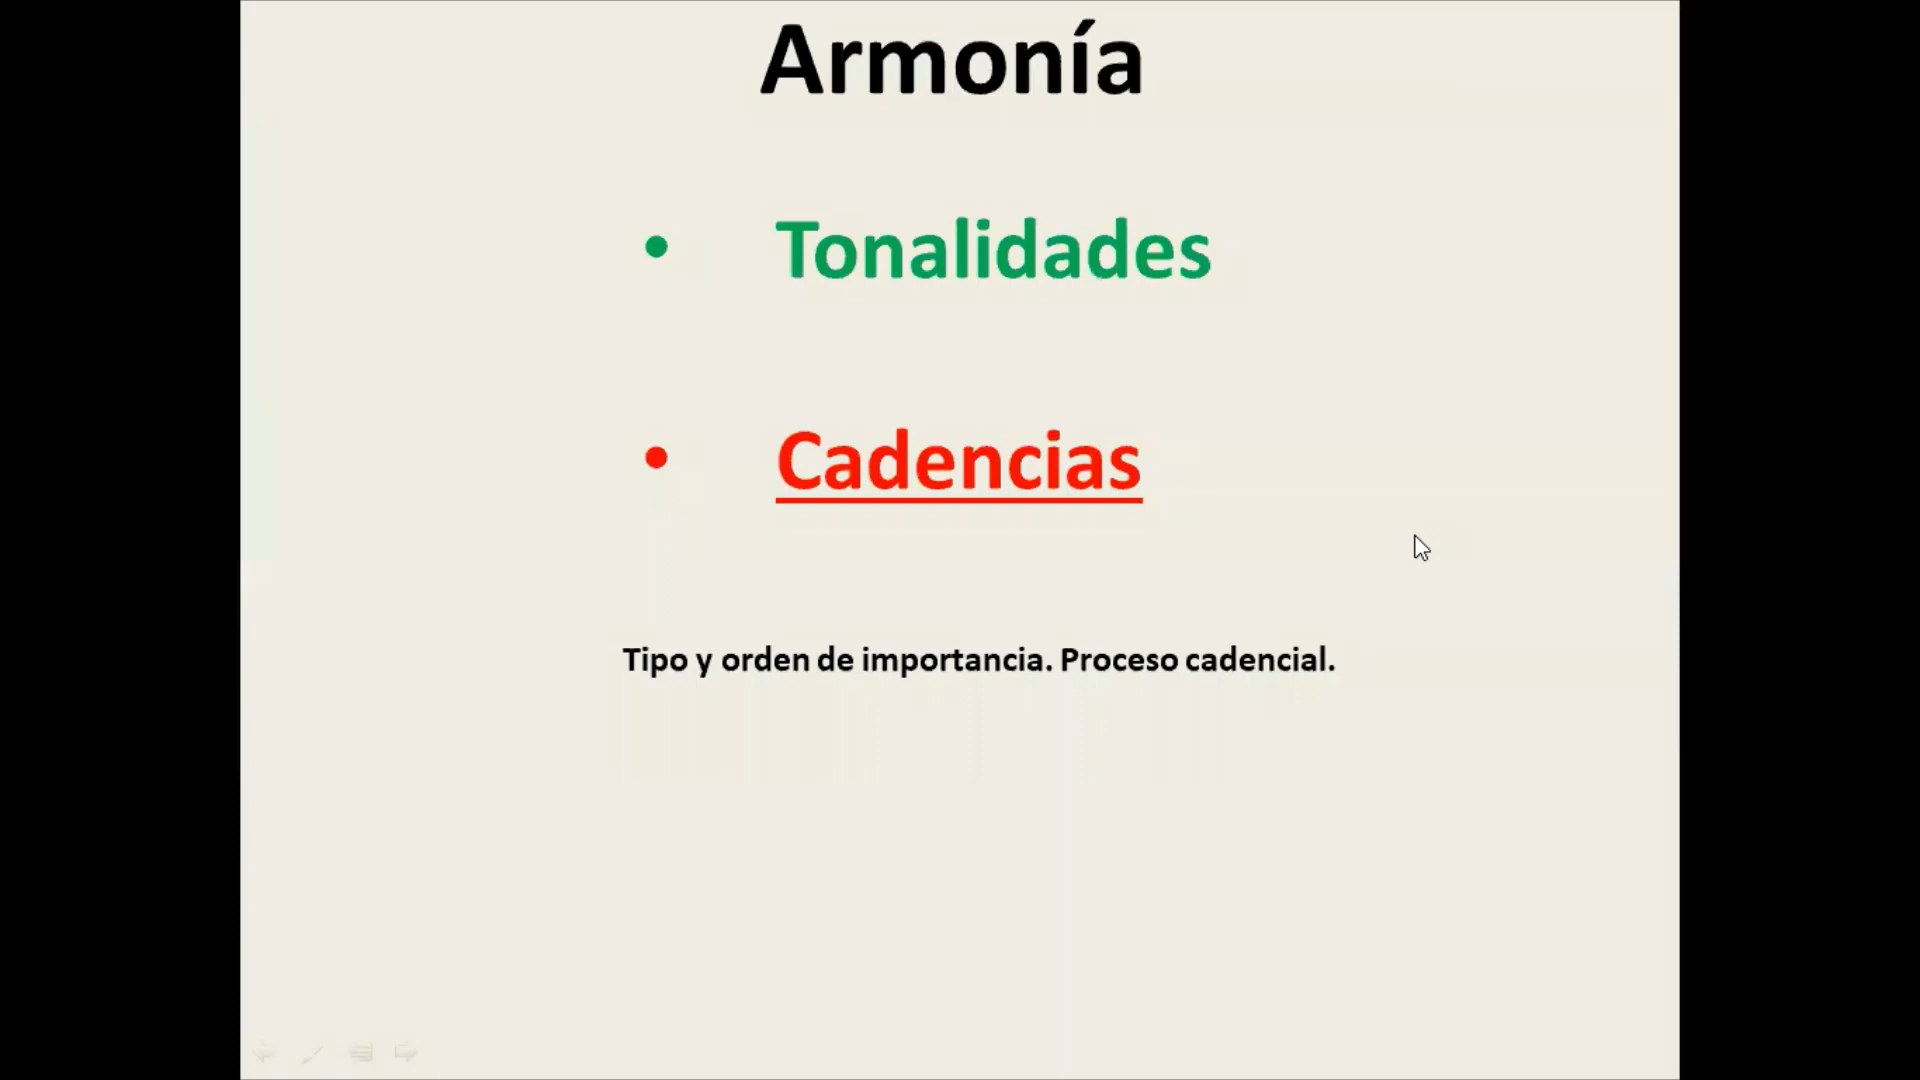 Armonía
• Tonalidades
• Cadencias
Tipo y orden de importancia. Proceso cadencial.